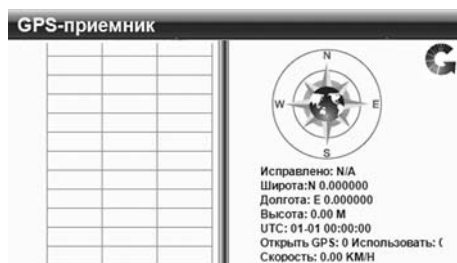 GPS-приемник
N
W
E
S
Исправлено: N/A
Широта:N 0.000000
Долгота: E 0.000000
Высота: 0.00 M
UTC: 01-01 00:00:00
Открыть GPS: 0 Использовать: (
Скорость: 0.00 KM/H